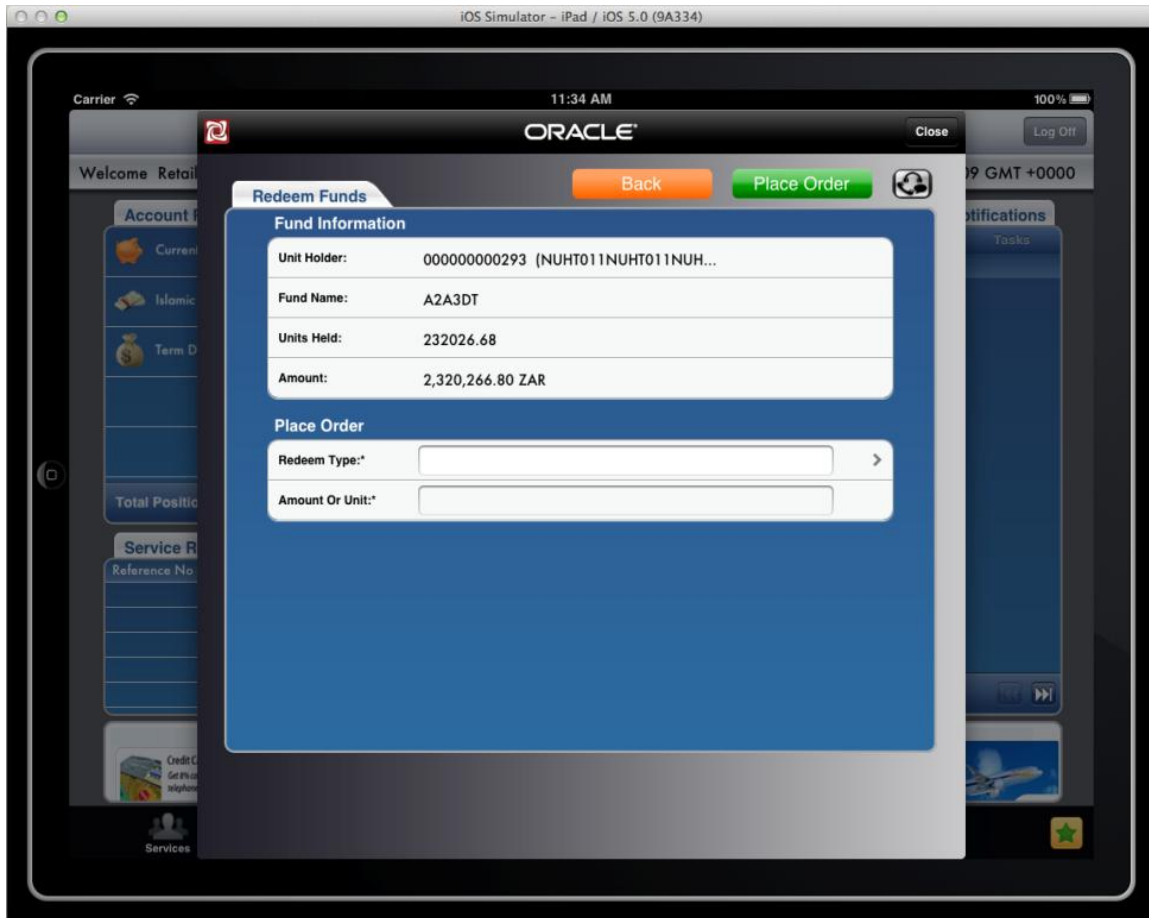 iOS Simulator - iPad / iOS 5.0 (9A334)
Carrier 11:34 AM 100%
ORACLE Close Log Off
Welcome Retail 09 GMT +0000
Back Place Order
Redeem Funds
Account
Notifications
Fund Information
Tasks
Unit Holder: 000000000293 (NUHT011NUHT011NUH...
Current
Fund Name: A2A3DT
Islamic
Units Held: 232026.68
Term D
Amount: 2,320,266.80 ZAR
Place Order
Redeem Type:*
Amount Or Unit:*
Total Positio
Service R
Reference No
Credit C
telephone
Services